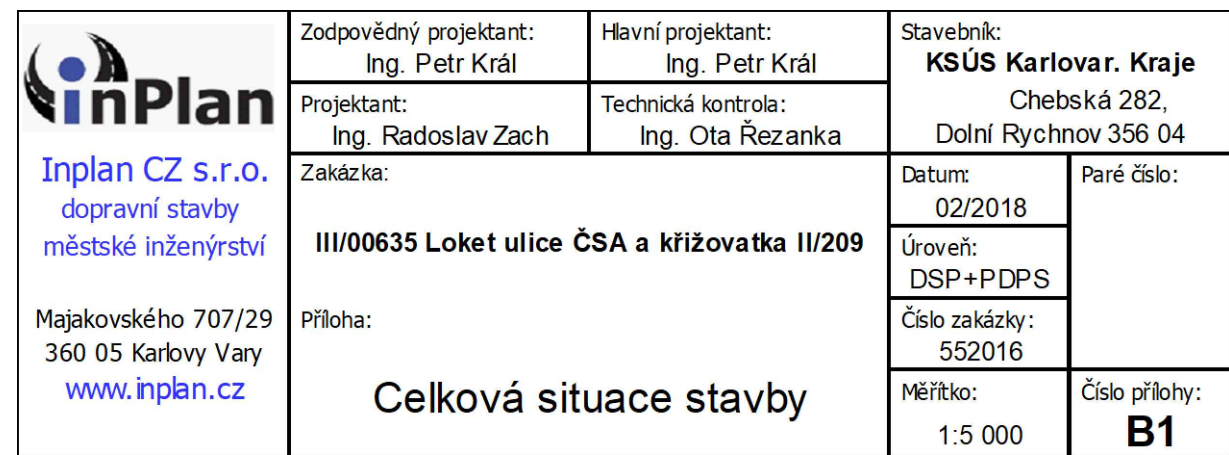 inPlan
Inplan CZ s.r.o.
dopravní stavby
městské inženýrství
Majakovského 707/29
360 05 Karlovy Vary
www.inplan.cz
Zodpovědný projektant:
Ing. Petr Král
Hlavní projektant:
Ing. Petr Král
Stavebník:
KSÚS Karlovar. Kraje
Chebská 282,
Dolní Rychnov 356 04
Projektant:
Ing. Radoslav Zach
Technická kontrola:
Ing. Ota Řezanka
Zakázka:
III/00635 Loket ulice ČSA a křižovatka II/209
Datum:
02/2018
Paré číslo:
Úroveň:
DSP+PDPS
Příloha:
Celková situace stavby
Číslo zakázky:
552016
Měřítko:
1:5 000
Číslo přílohy:
B1